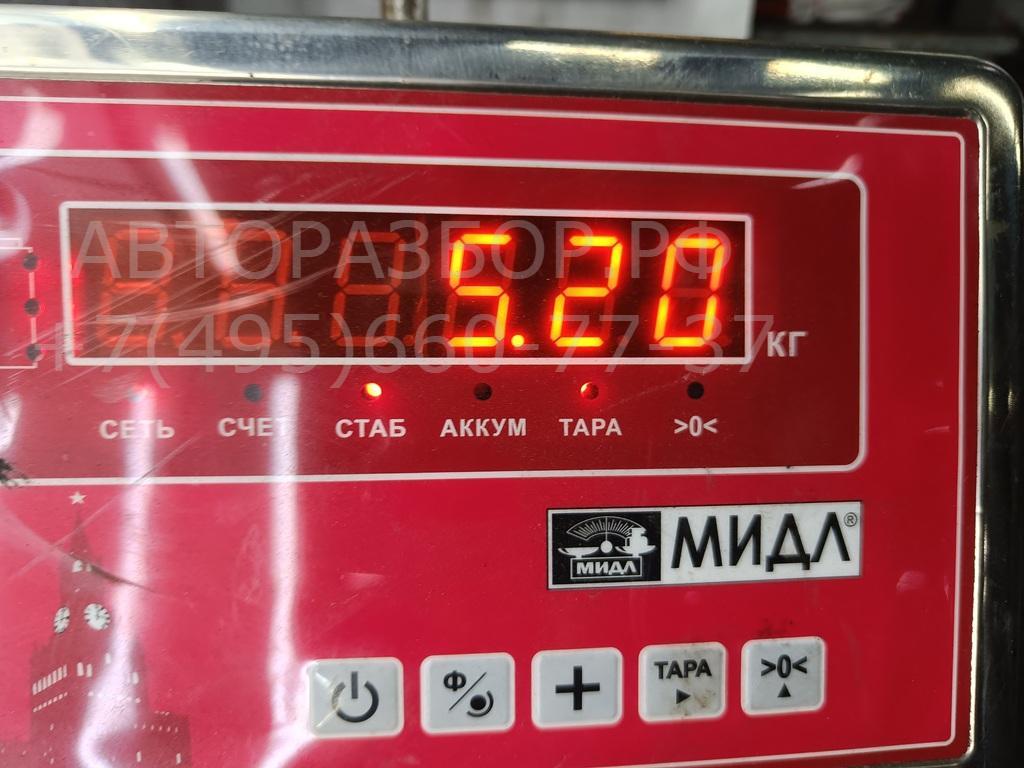 АВТОРАЗБОР.РФ
5.20
+7(495)660-77-37
КГ
СЕТЬ СЧЕТ СТАБ АККУМ ТАРА >0<
МИДЛ МИДЛ®
Ф + ТАРА >0<